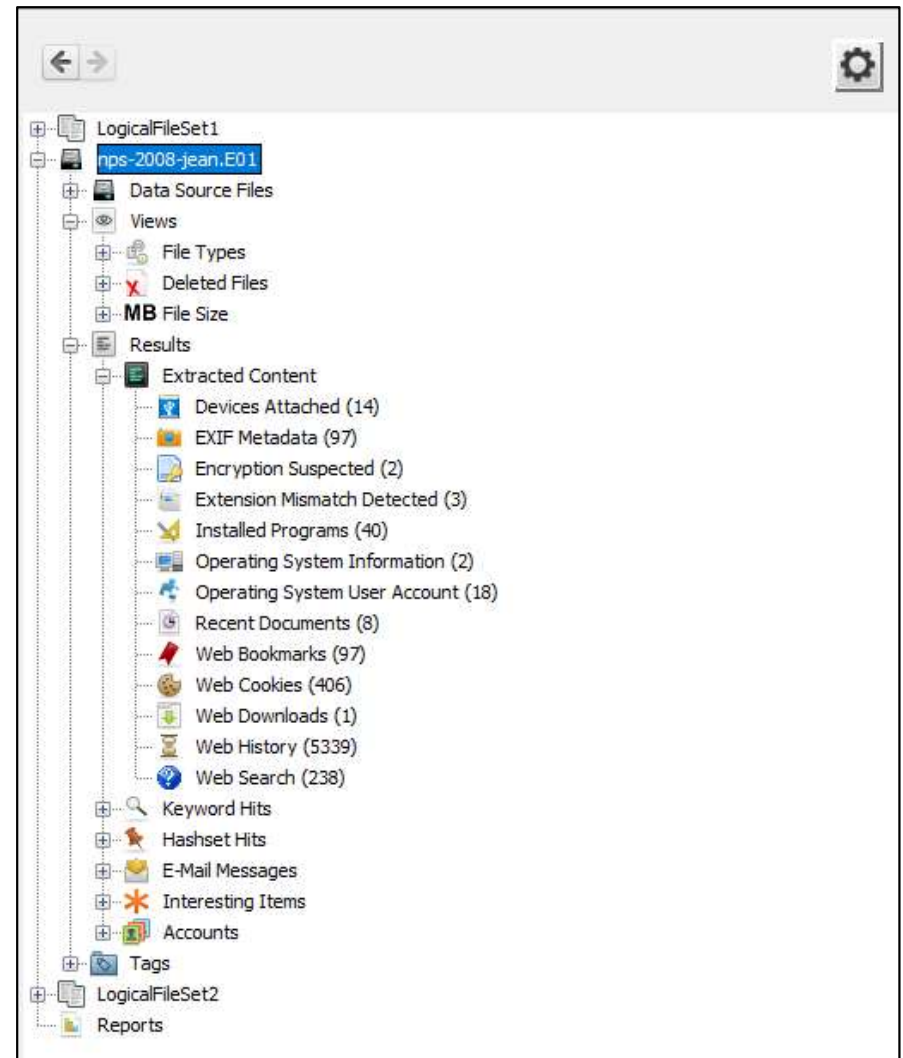 LogicalFileSet1
nps-2008-jean.E01
Data Source Files
Views
File Types
Deleted Files
MB File Size
Results
Extracted Content
Devices Attached (14)
EXIF Metadata (97)
Encryption Suspected (2)
Extension Mismatch Detected (3)
Installed Programs (40)
Operating System Information (2)
Operating System User Account (18)
Recent Documents (8)
Web Bookmarks (97)
Web Cookies (406)
Web Downloads (1)
Web History (5339)
Web Search (238)
Keyword Hits
Hashset Hits
E-Mail Messages
Interesting Items
Accounts
Tags
LogicalFileSet2
Reports